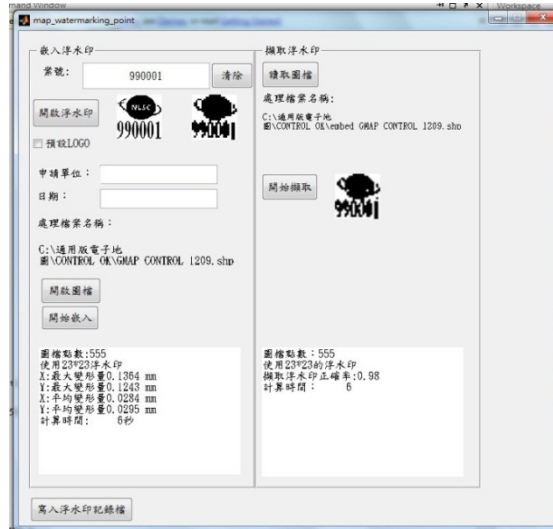 map_watermarking_point
嵌入浮水印
案號:
990001
清除
開啟浮水印
NLSC
990001
990001
預設LOGO
申請單位：
日期：
處理檔案名稱：
C:\通用版電子地
圖\CONTROL OK\GMAP CONTROL 1209.shp
開啟圖檔
開始嵌入
圖檔點數:555
使用23*23浮水印
X:最大變形量0.1364 mm
Y:最大變形量0.1243 mm
X:平均變形量0.0284 mm
Y:平均變形量0.0295 mm
計算時間: 6秒
寫入浮水印記錄檔
擷取浮水印
讀取圖檔
處理檔案名稱:
C:\通用版電子地
圖\CONTROL OK\embed GMAP CONTROL 1209.shp
開始擷取
990001
圖檔點數：555
使用23*23的浮水印
擷取浮水印正確率:0.98
計算時間： 6
Workspace